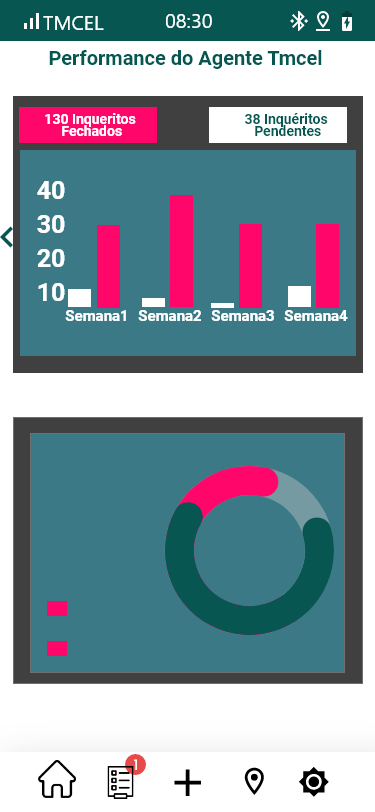 TMCEL 08:30
Performance do Agente Tmcel
130 Inqueritos
Fechados
38 Inquéritos
Pendentes
40
30
20
10
Semana1 Semana2 Semana3 Semana4
1